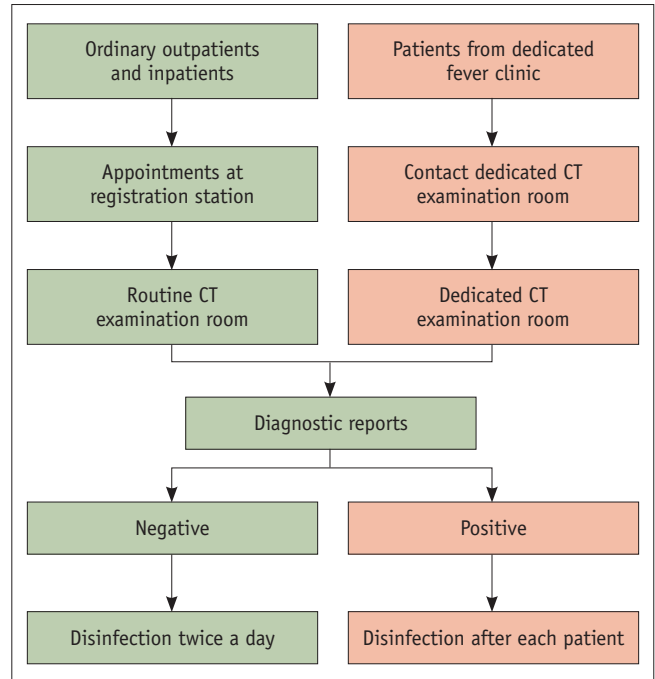 Ordinary outpatients
and inpatients
Patients from dedicated
fever clinic
Appointments at
registration station
Contact dedicated CT
examination room
Routine CT
examination room
Dedicated CT
examination room
Diagnostic reports
Negative
Positive
Disinfection twice a day
Disinfection after each patient